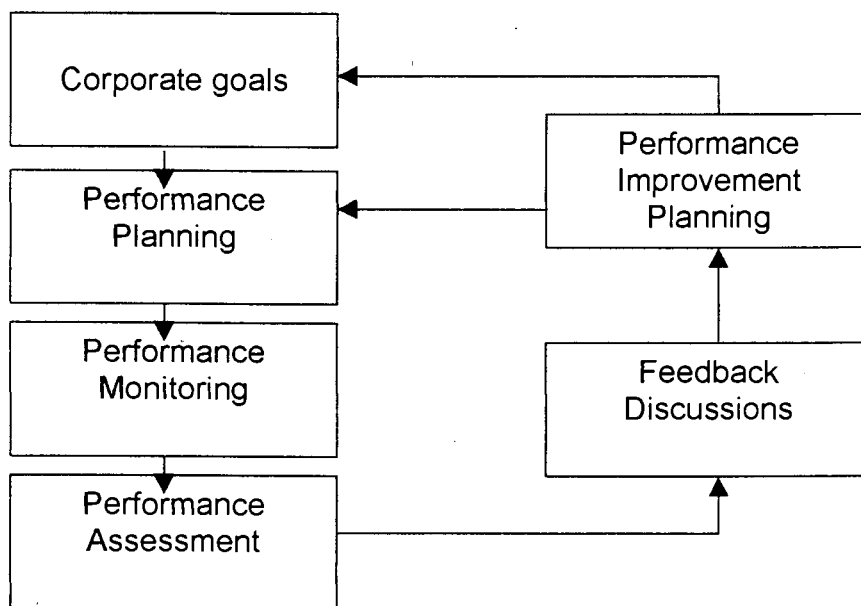 Corporate goals
Performance
Planning
Performance
Monitoring
Performance
Assessment
Performance
Improvement
Planning
Feedback
Discussions